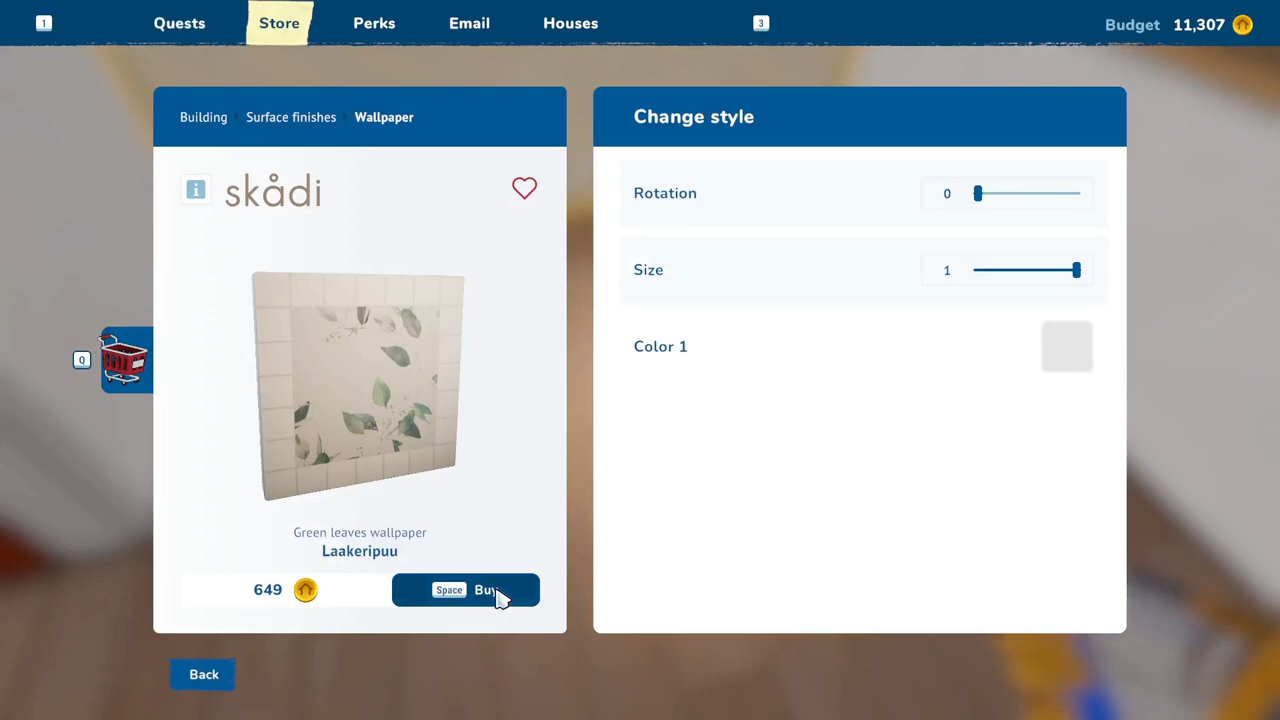 1 Quests Store Perks Email Houses 3 Budget 11,307
Building Surface finishes Wallpaper
i skådi
Green leaves wallpaper
Laakeripuu
649 Space Buy
Q
Back
Change style
Rotation 0
Size 1
Color 1